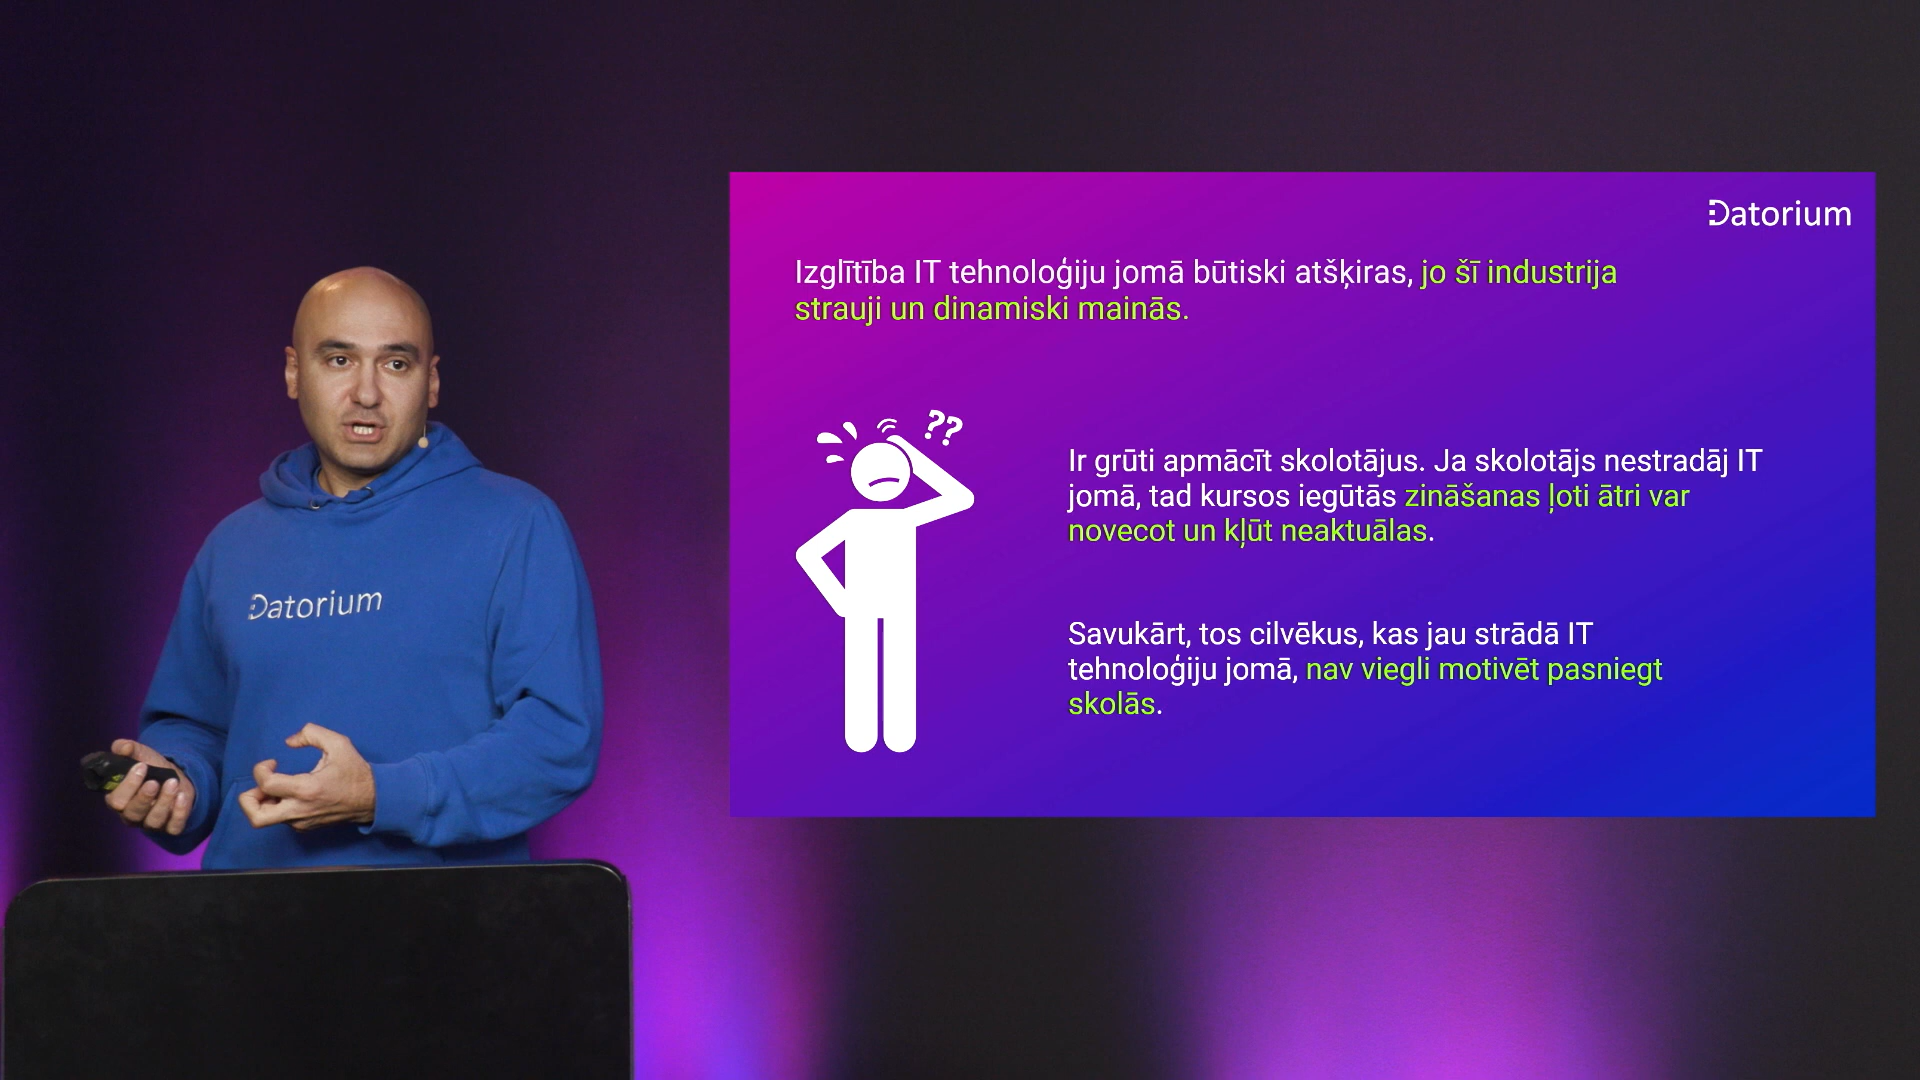 Datorium
Izglītība IT tehnoloģiju jomā būtiski atšķiras, jo šī industrija
strauji un dinamiski mainās.
??
Ir grūti apmācīt skolotājus. Ja skolotājs nestradāj IT
jomā, tad kursos iegūtās zināšanas ļoti ātri var
novecot un kļūt neaktuālas.
Savukārt, tos cilvēkus, kas jau strādā IT
tehnoloģiju jomā, nav viegli motivēt pasniegt
skolās.
Datorium